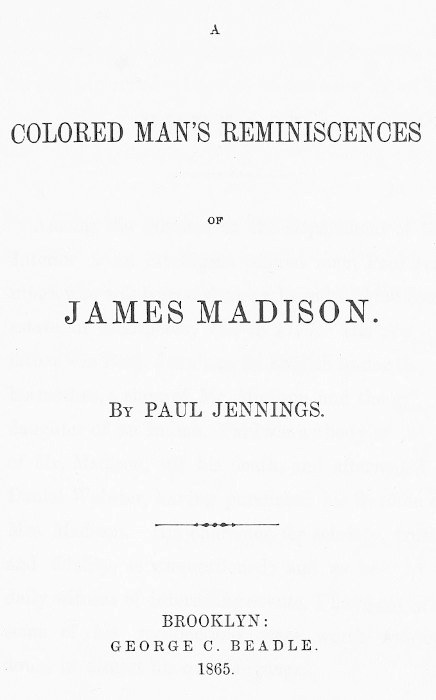 A
COLORED MAN'S REMINISCENCES
OF
JAMES MADISON.
BY PAUL JENNINGS.
BROOKLYN:
GEORGE C. BEADLE.
1865.